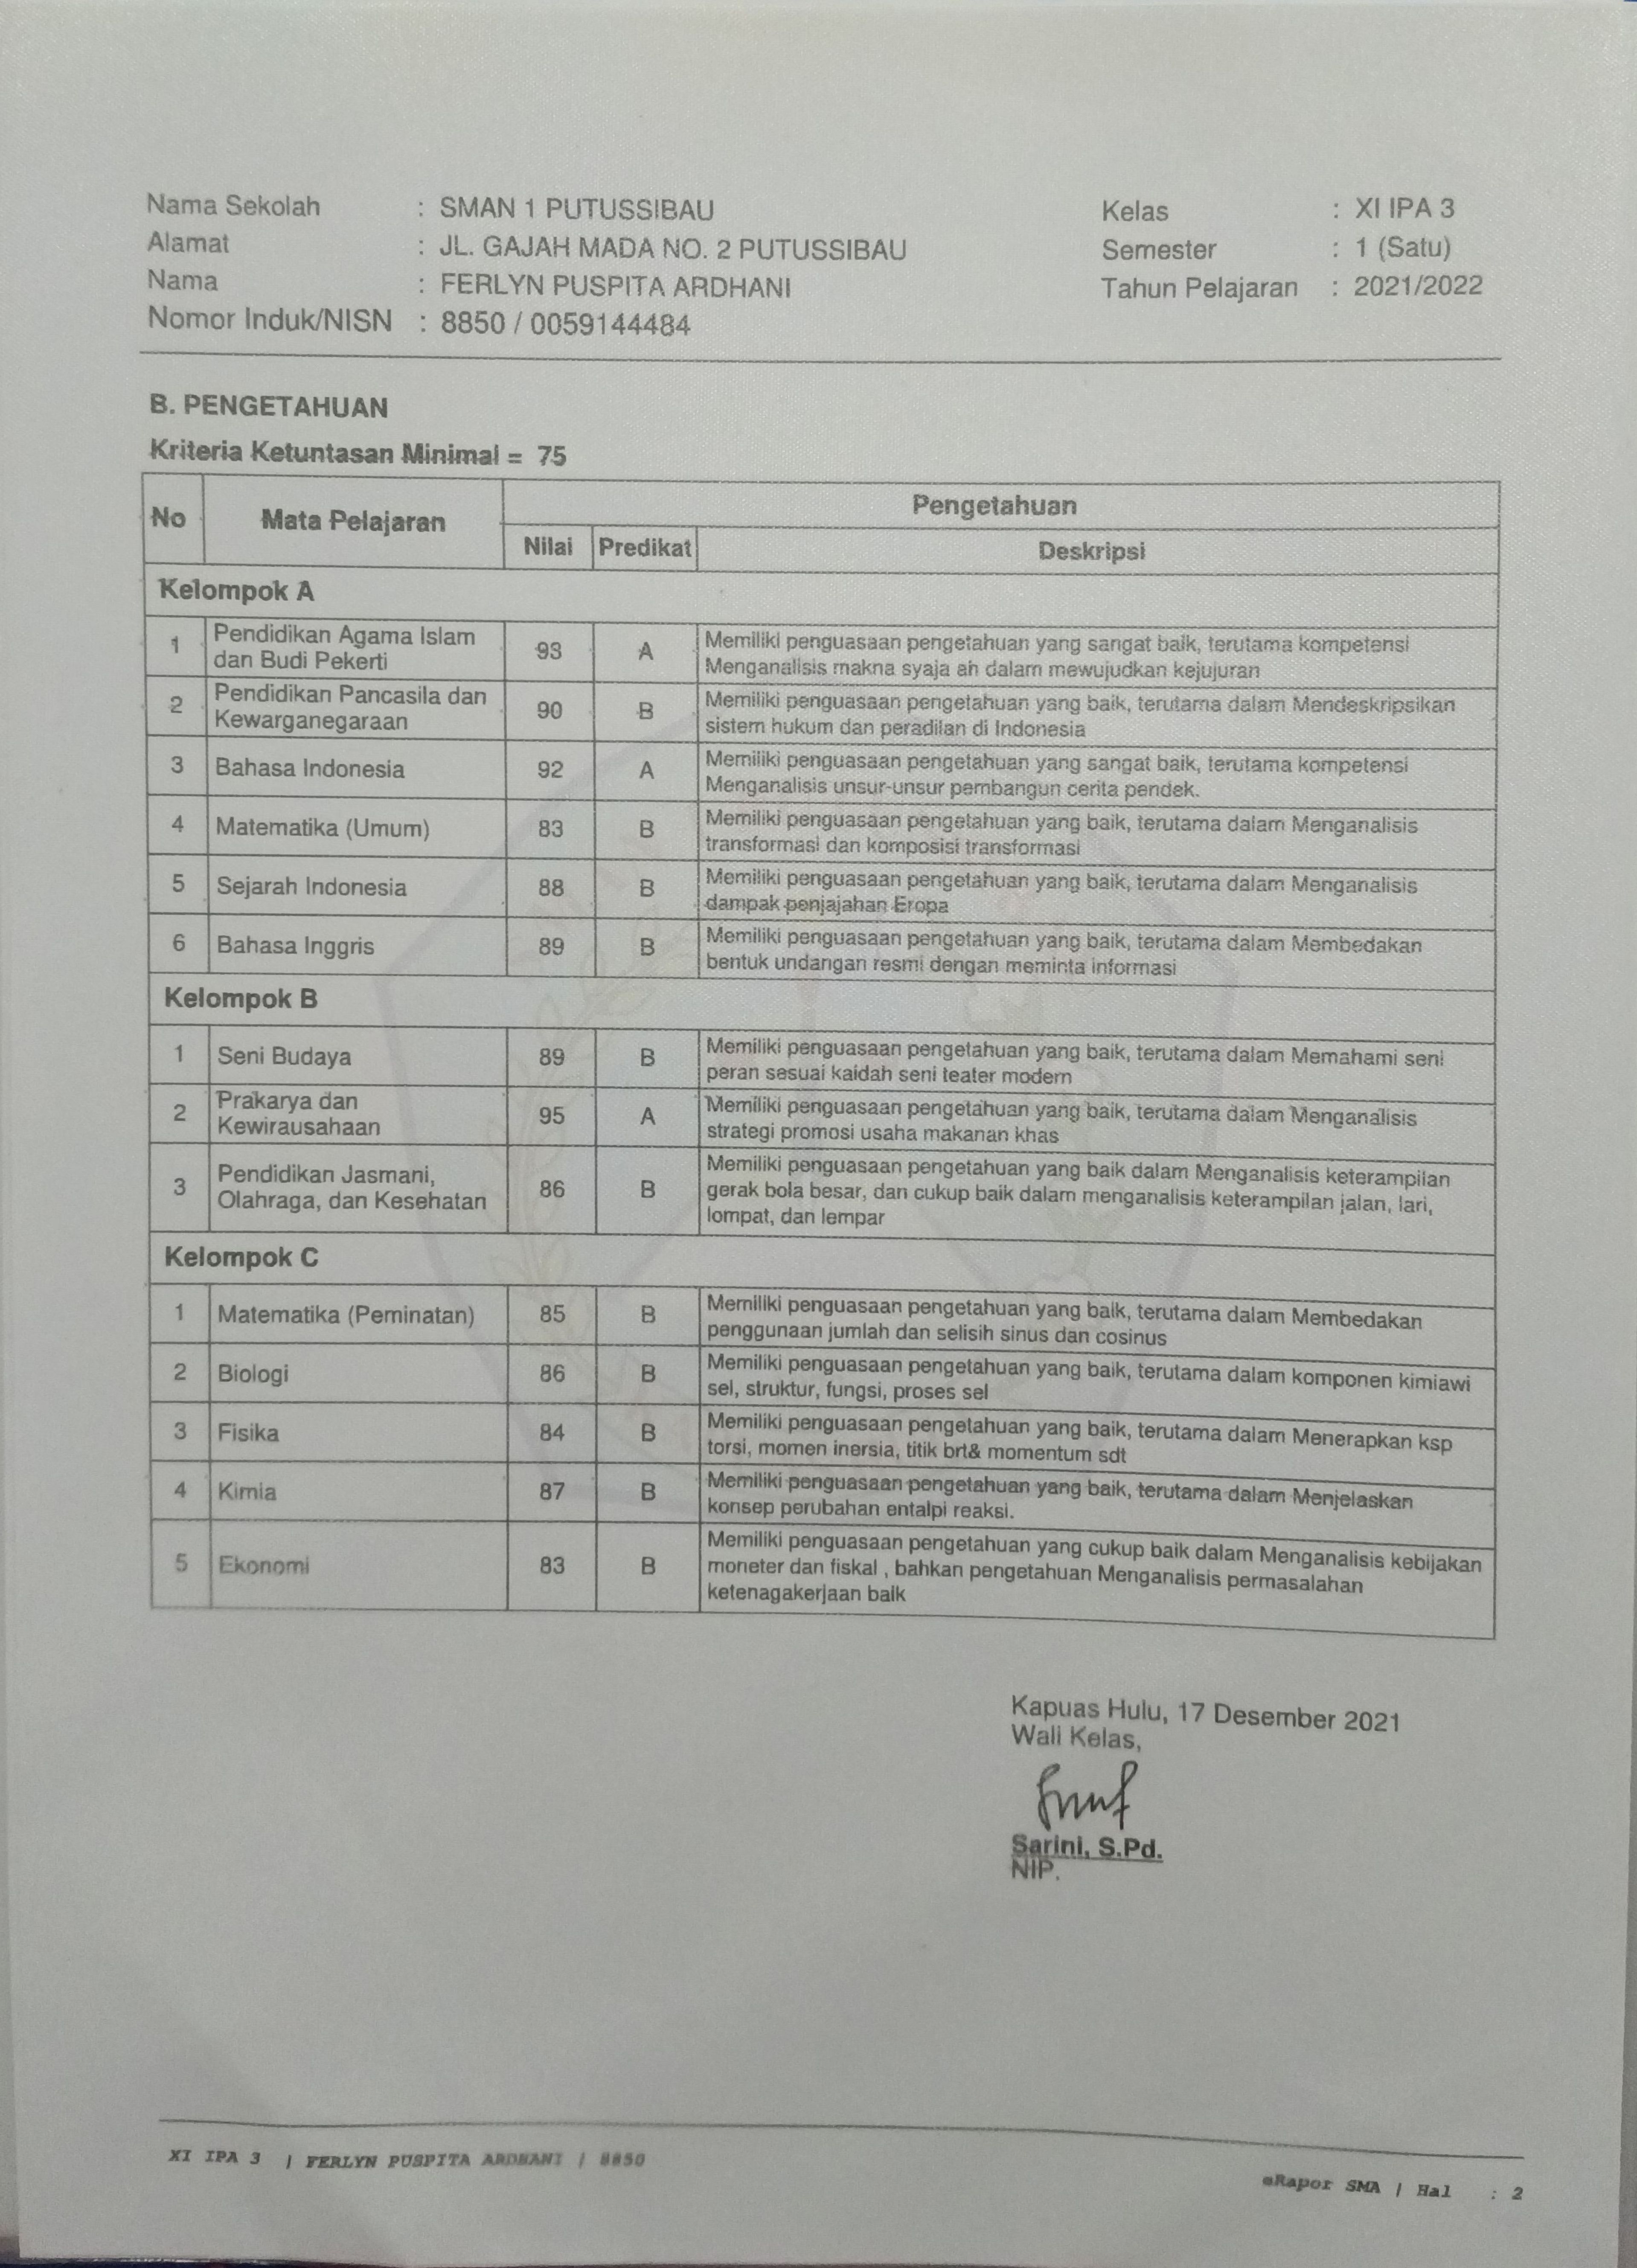 Nama Sekolah : SMAN 1 PUTUSSIBAU
Alamat : JL. GAJAH MADA NO. 2 PUTUSSIBAU
Nama : FERLYN PUSPITA ARDHANI
Nomor Induk/NISN : 8850 / 0059144484
Kelas : XI IPA 3
Semester : 1 (Satu)
Tahun Pelajaran : 2021/2022
B. PENGETAHUAN
Kriteria Ketuntasan Minimal = 75
No Mata Pelajaran Pengetahuan
Nilai Predikat Deskripsi
Kelompok A
1 Pendidikan Agama Islam dan Budi Pekerti 93 A Memiliki penguasaan pengetahuan yang sangat baik, terutama kompetensi
Menganalisis makna syaja ah dalam mewujudkan kejujuran
2 Pendidikan Pancasila dan Kewarganegaraan 90 B Memiliki penguasaan pengetahuan yang baik, terutama dalam Mendeskripsikan
sistem hukum dan peradilan di Indonesia
3 Bahasa Indonesia 92 A Memiliki penguasaan pengetahuan yang sangat baik, terutama kompetensi
Menganalisis unsur-unsur pembangun cerita pendek.
4 Matematika (Umum) 83 B Memiliki penguasaan pengetahuan yang baik, terutama dalam Menganalisis
transformasi dan komposisi transformasi
5 Sejarah Indonesia 88 B Memiliki penguasaan pengetahuan yang baik, terutama dalam Menganalisis
dampak penjajahan Eropa
6 Bahasa Inggris 89 B Memiliki penguasaan pengetahuan yang baik, terutama dalam Membedakan
bentuk undangan resmi dengan meminta informasi
Kelompok B
1 Seni Budaya 89 B Memiliki penguasaan pengetahuan yang baik, terutama dalam Memahami seni
peran sesuai kaidah seni teater modern
2 Prakarya dan Kewirausahaan 95 A Memiliki penguasaan pengetahuan yang baik, terutama dalam Menganalisis
strategi promosi usaha makanan khas
3 Pendidikan Jasmani, Olahraga, dan Kesehatan 86 B Memiliki penguasaan pengetahuan yang baik dalam Menganalisis keterampilan
gerak bola besar, dan cukup baik dalam menganalisis keterampilan jalan, lari,
lompat, dan lempar
Kelompok C
1 Matematika (Peminatan) 85 B Memiliki penguasaan pengetahuan yang baik, terutama dalam Membedakan
penggunaan jumlah dan selisih sinus dan cosinus
2 Biologi 86 B Memiliki penguasaan pengetahuan yang baik, terutama dalam komponen kimiawi
sel, struktur, fungsi, proses sel
3 Fisika 84 B Memiliki penguasaan pengetahuan yang baik, terutama dalam Menerapkan ksp
torsi, momen inersia, titik brt& momentum sdt
4 Kimia 87 B Memiliki penguasaan pengetahuan yang baik, terutama dalam Menjelaskan
konsep perubahan entalpi reaksi.
5 Ekonomi 83 B Memiliki penguasaan pengetahuan yang cukup baik dalam Menganalisis kebijakan
moneter dan fiskal , bahkan pengetahuan Menganalisis permasalahan
ketenagakerjaan baik
Kapuas Hulu, 17 Desember 2021
Wali Kelas,
Sarini, S.Pd.
NIP.
XI IPA 3 | FERLYN PUSPITA ARDHANI | 8850
eRapor SMA | Hal : 2